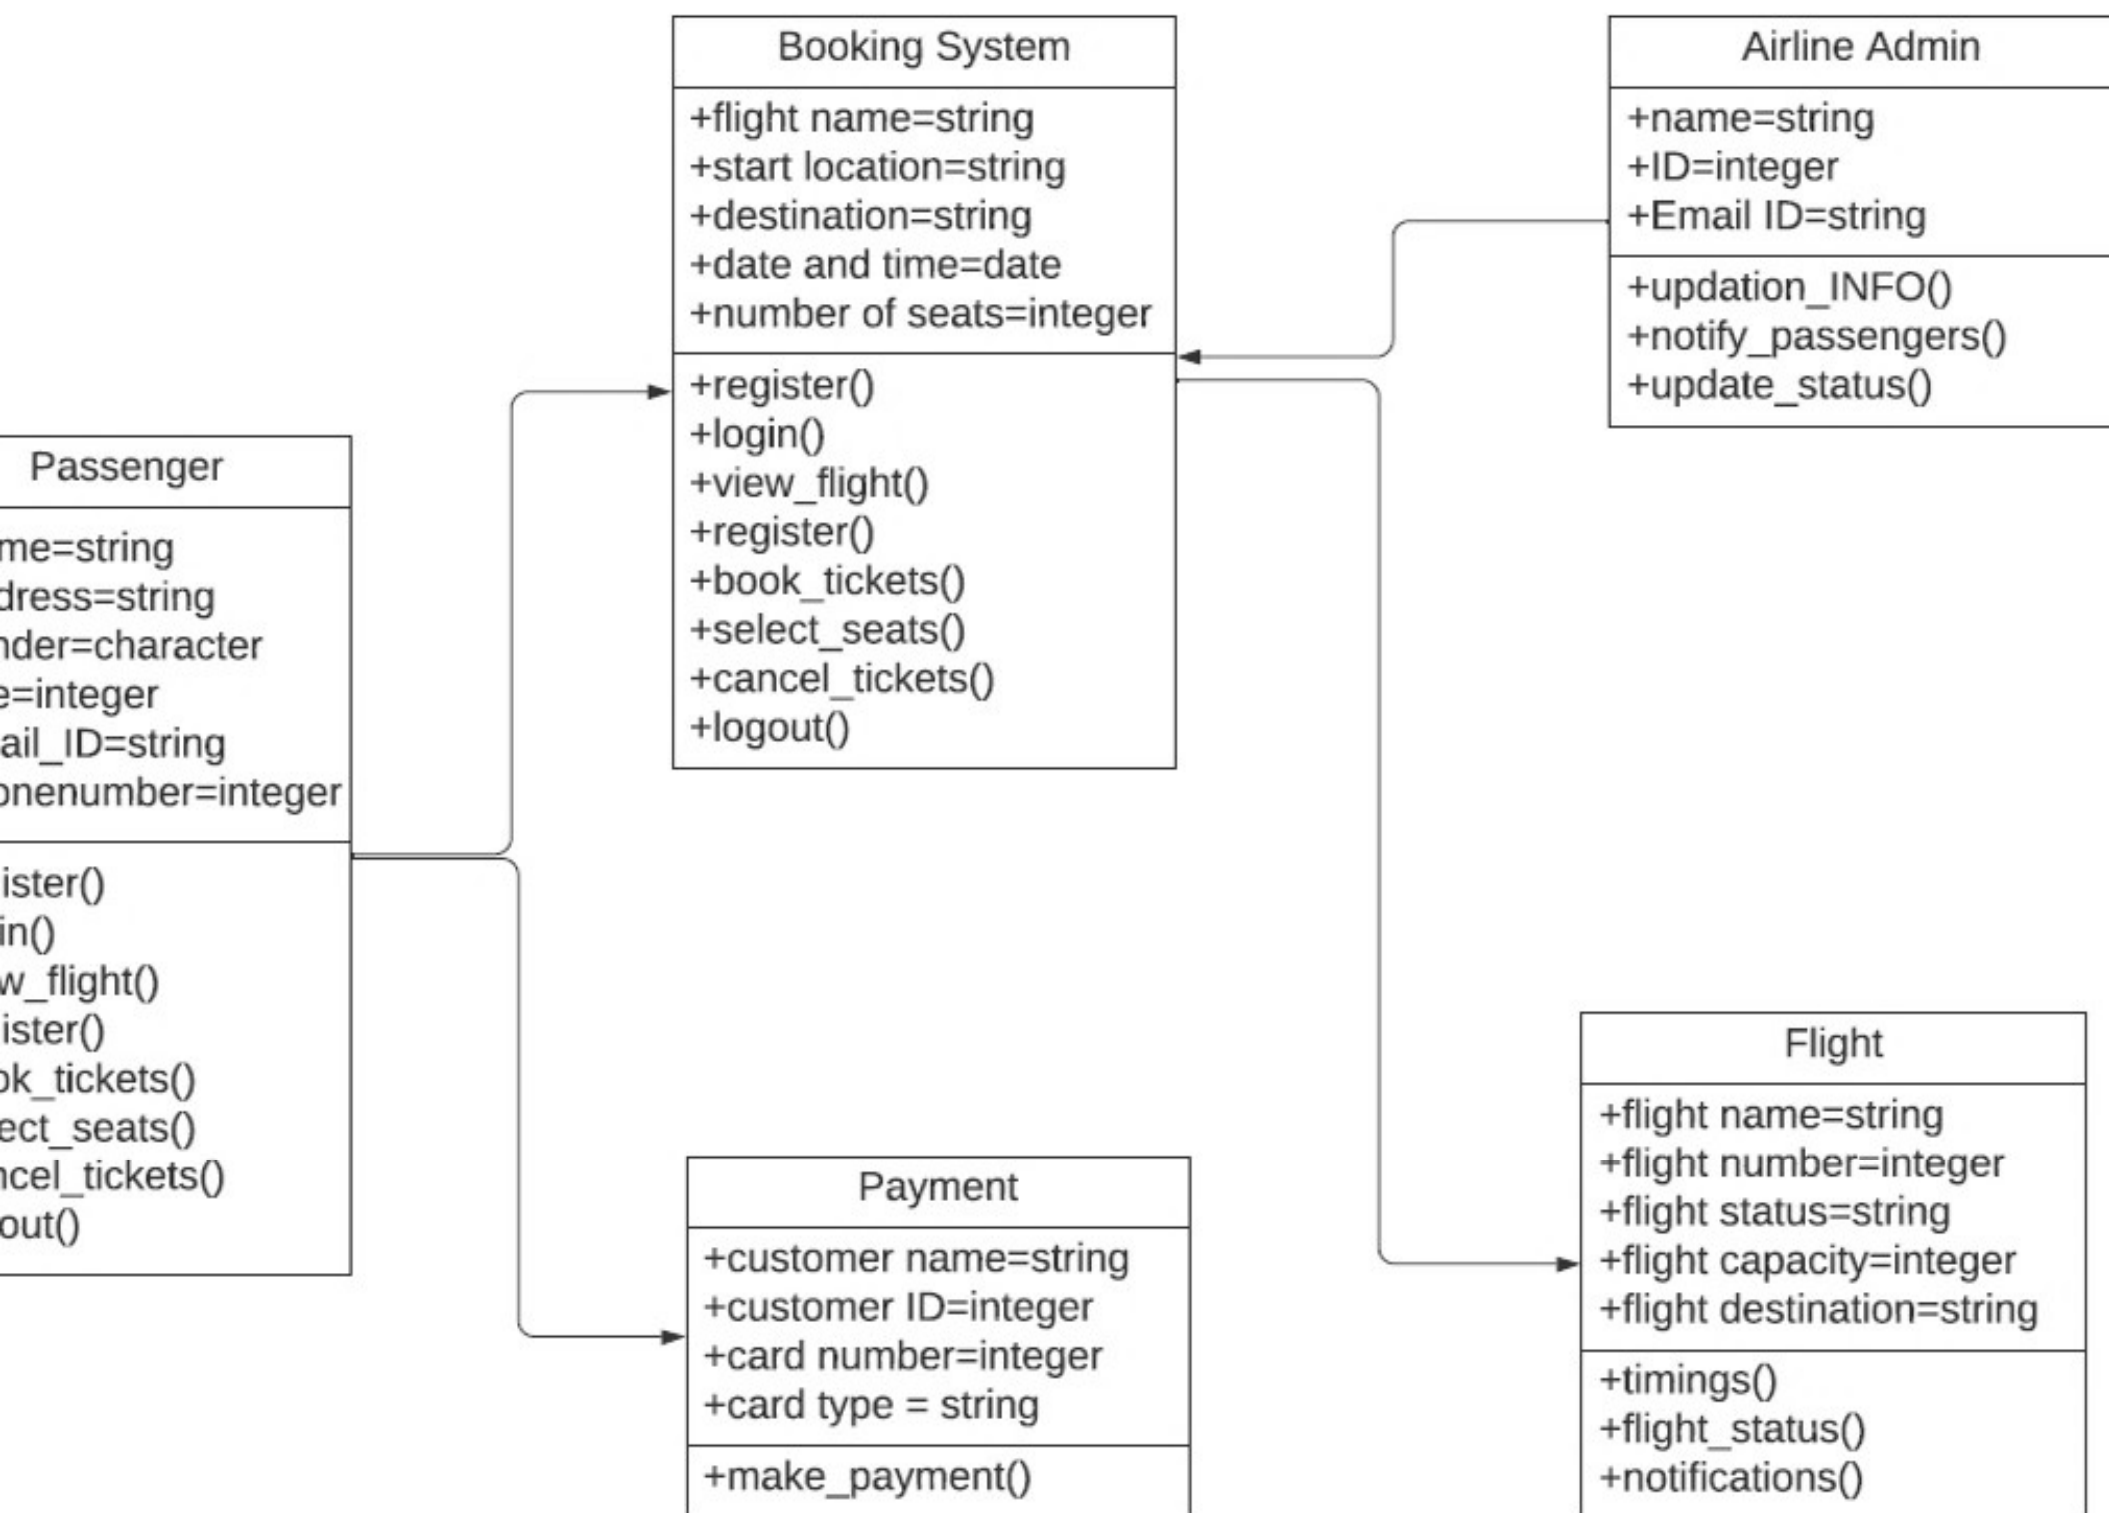 Booking System
+flight name=string
+start location=string
+destination=string
+date and time=date
+number of seats=integer
+register()
+login()
+view_flight()
+register()
+book_tickets()
+select_seats()
+cancel_tickets()
+logout()
Airline Admin
+name=string
+ID=integer
+Email ID=string
+updation_INFO()
+notify_passengers()
+update_status()
Passenger
me=string
dress=string
nder=character
e=integer
ail_ID=string
onenumber=integer
ister()
in()
w_flight()
ister()
ok_tickets()
ect_seats()
ncel_tickets()
out()
Payment
+customer name=string
+customer ID=integer
+card number=integer
+card type = string
+make_payment()
Flight
+flight name=string
+flight number=integer
+flight status=string
+flight capacity=integer
+flight destination=string
+timings()
+flight_status()
+notifications()